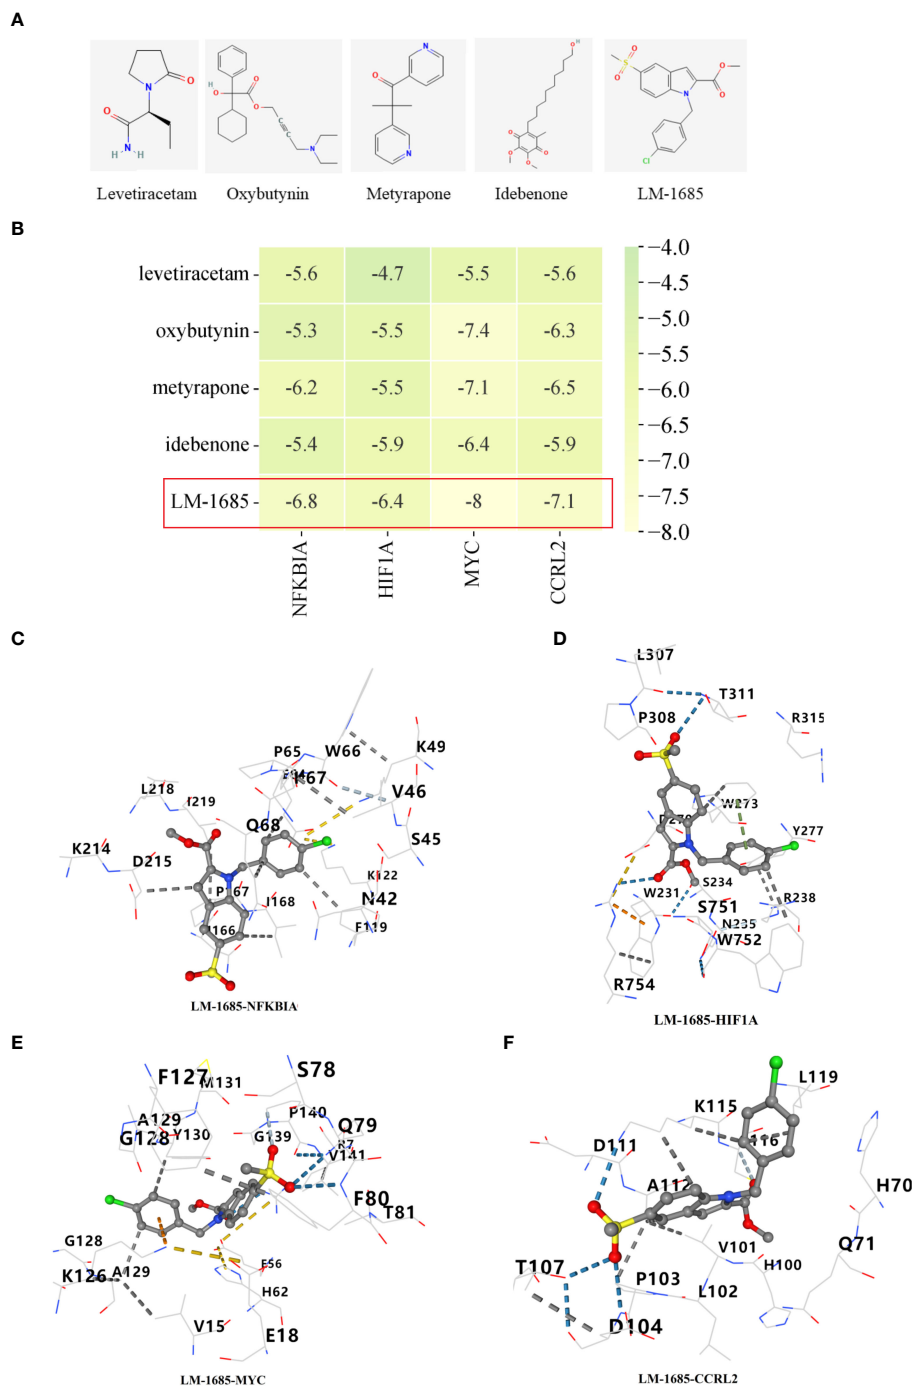 A
Levetiracetam
Oxybutynin
Metyrapone
Idebenone
LM-1685
B
levetiracetam -5.6 -4.7 -5.5 -5.6
oxybutynin -5.3 -5.5 -7.4 -6.3
metyrapone -6.2 -5.5 -7.1 -6.5
idebenone -5.4 -5.9 -6.4 -5.9
LM-1685 -6.8 -6.4 -8 -7.1
NFKBIA
HIF1A
MYC
CCRL2
−4.0
−4.5
−5.0
−5.5
−6.0
−6.5
−7.0
−7.5
−8.0
C
P65
W66
K49
K67
V46
L218
I219
Q68
S45
K214
D215
K122
P167
I168
N42
F119
I166
LM-1685-NFKBIA
D
L307
T311
P308
R315
W273
Y277
W231
S234
S751
R238
N235
W752
R754
LM-1685-HIF1A
E
F127
M131
S78
A129
P140
Q79
G128
Y130
G139
R7
V141
F80
T81
G128
F56
K126
A129
H62
V15
E18
LM-1685-MYC
F
L119
K115
D111
116
A112
H70
V101
Q71
T107
P103
H100
L102
D104
LM-1685-CCRL2